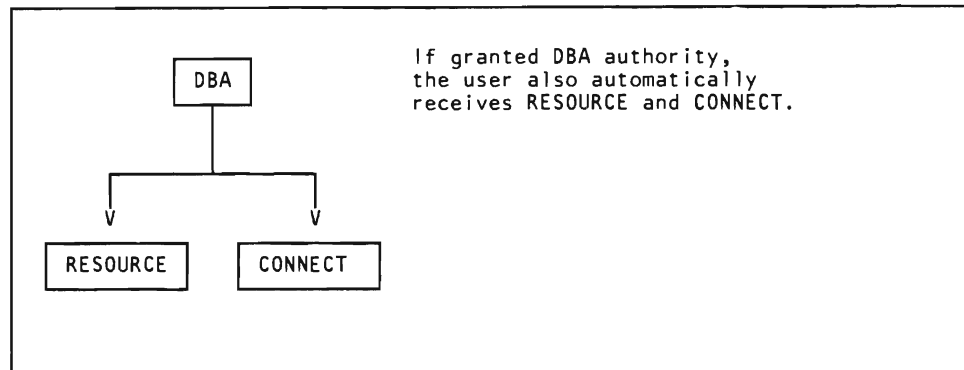 DBA
If granted DBA authority,
the user also automatically
receives RESOURCE and CONNECT.
RESOURCE
CONNECT